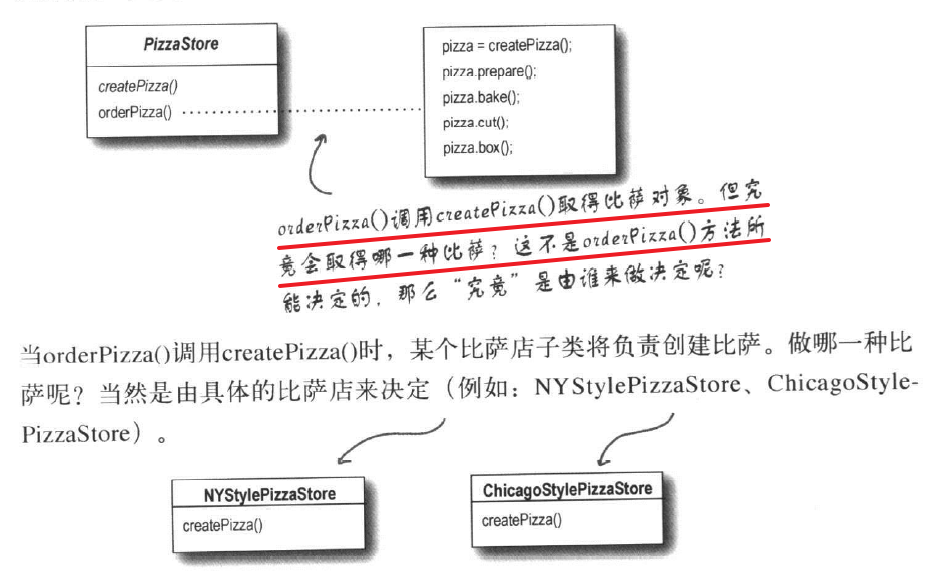 PizzaStore
createPizza()
orderPizza()
pizza = createPizza();
pizza.prepare();
pizza.bake();
pizza.cut();
pizza.box();
orderPizza()调用createPizza()取得比萨对象。但究
竟会取得哪一种比萨？这不是orderPizza()方法所
能决定的，那么“究竟”是由谁来做决定呢？
当orderPizza()调用createPizza()时，某个比萨店子类将负责创建比萨。做哪一种比
萨呢？当然是由具体的比萨店来决定（例如：NYStylePizzaStore、ChicagoStyle-
PizzaStore）。
NYStylePizzaStore
createPizza()
ChicagoStylePizzaStore
createPizza()